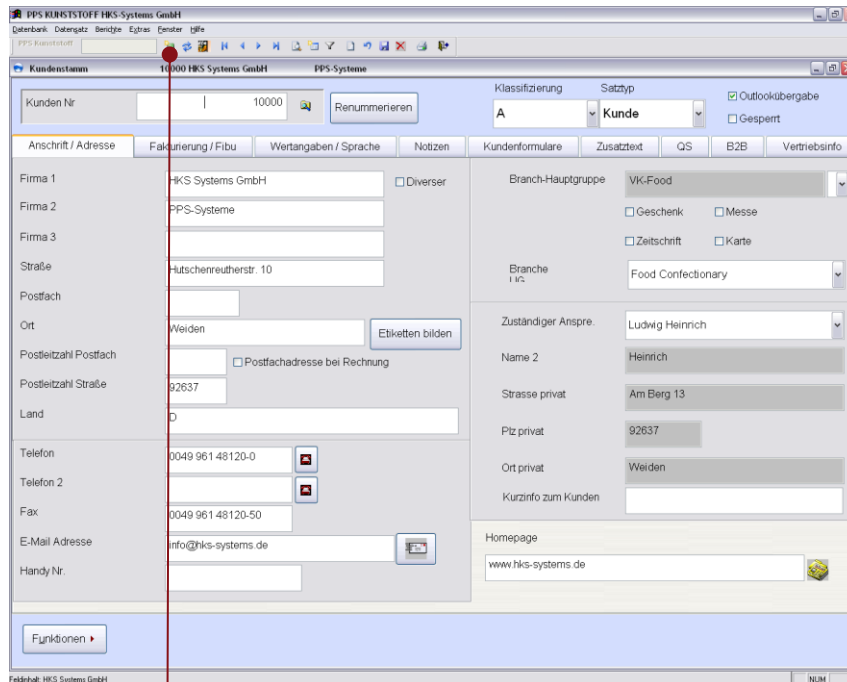 PPS KUNSTSTOFF HKS-Systems GmbH
Datenbank Datensatz Berichte Extras Fenster Hilfe
PPS Kunststoff
Kundenstamm 10000 HKS Systems GmbH PPS-Systeme
Klassifizierung Satztyp
Kunden Nr 10000 Renummerieren A Kunde Outlookübergabe
Gesperrt
Anschrift / Adresse Fakturierung / Fibu Wertangaben / Sprache Notizen Kundenformulare Zusatztext QS B2B Vertriebsinfo
Firma 1 HKS Systems GmbH Diverser
Firma 2 PPS-Systeme
Firma 3
Straße Hutschenreutherstr. 10
Postfach
Ort Weiden Etiketten bilden
Postleitzahl Postfach Postfachadresse bei Rechnung
Postleitzahl Straße 92637
Land D
Telefon 0049 961 48120-0
Telefon 2
Fax 0049 961 48120-50
E-Mail Adresse info@hks-systems.de
Handy Nr.
Branch-Hauptgruppe VK-Food
Geschenk Messe
Zeitschrift Karte
Branche Food Confectionary
Zuständiger Anspre. Ludwig Heinrich
Name 2 Heinrich
Strasse privat Am Berg 13
Plz privat 92637
Ort privat Weiden
Kurzinfo zum Kunden
Homepage
www.hks-systems.de
Funktionen
Feldinhalt: HKS Systems GmbH NUM